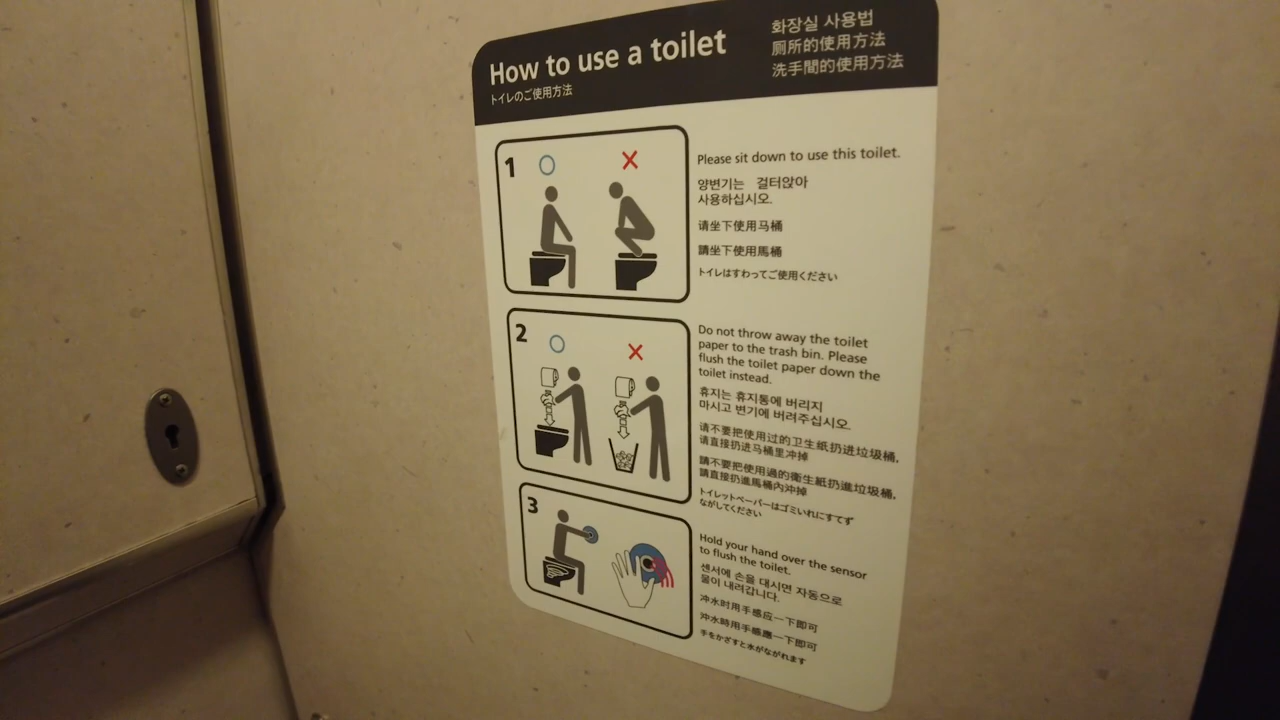 How to use a toilet
トイレのご使用方法
화장실 사용법
厕所的使用方法
洗手間的使用方法
1
Please sit down to use this toilet.
양변기는 걸터앉아
사용하십시오.
请坐下使用马桶
請坐下使用馬桶
トイレはすわってご使用ください
2
Do not throw away the toilet
paper to the trash bin. Please
flush the toilet paper down the
toilet instead.
휴지는 휴지통에 버리지
마시고 변기에 버려주십시오.
请不要把使用过的卫生纸扔进垃圾桶,
请直接扔进马桶里冲掉
請不要把使用過的衛生紙扔進垃圾桶,
請直接扔進馬桶內沖掉
トイレットペーパーはゴミいれにすてず
ながしてください
3
Hold your hand over the sensor
to flush the toilet.
센서에 손을 대시면 자동으로
물이 내려갑니다.
冲水时用手感应一下即可
沖水時用手感應一下即可
手をかざすと水がながれます